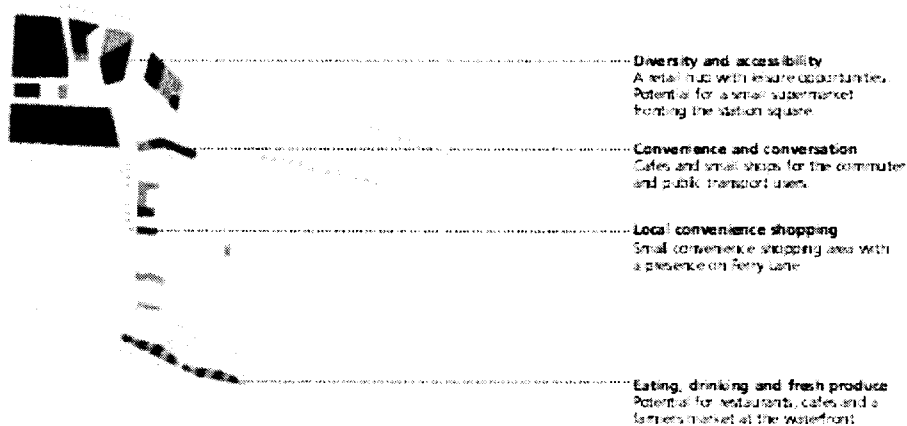 Diversity and accessibility
A retail hub with leisure opportunities.
Potential for a small supermarket
fronting the station square
Convenience and conversation
Cafes and small shops for the commuter
and public transport users.
Local convenience shopping
Small convenience shopping area with
a presence on Ferry Lane
Eating, drinking and fresh produce
Potential for restaurants, cafes and a
farmers market at the waterfront